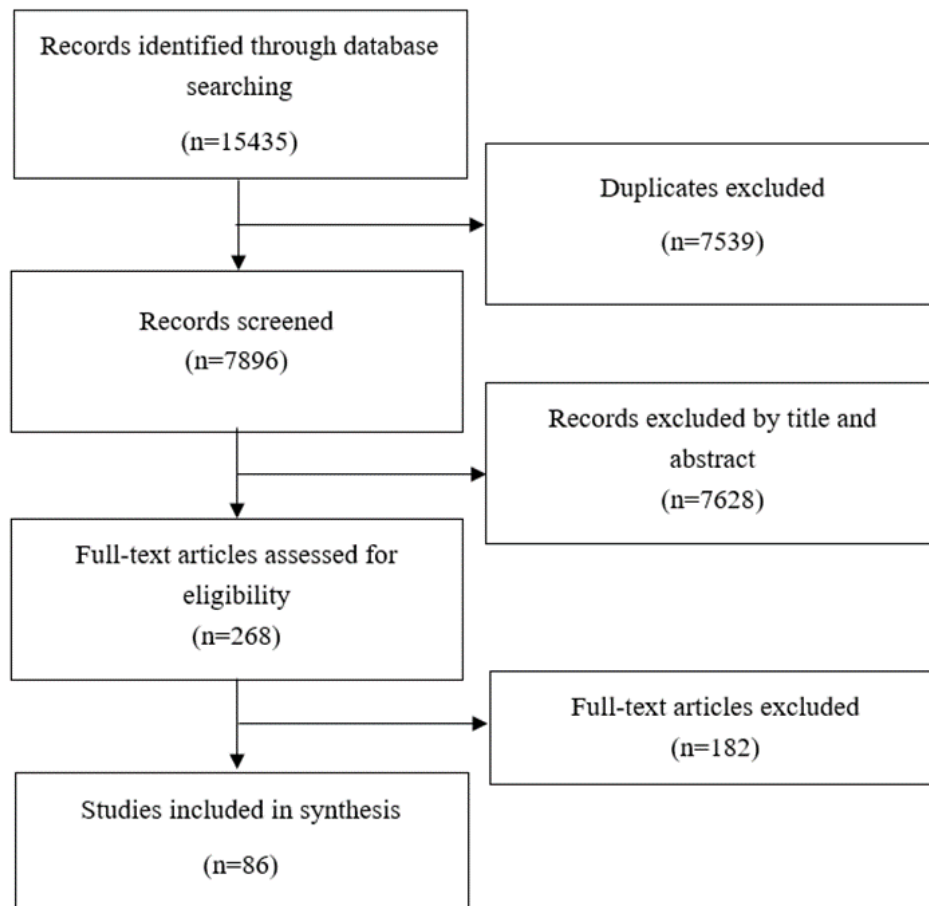 Records identified through database
searching
(n=15435)
Duplicates excluded
(n=7539)
Records screened
(n=7896)
Records excluded by title and
abstract
(n=7628)
Full-text articles assessed for
eligibility
(n=268)
Full-text articles excluded
(n=182)
Studies included in synthesis
(n=86)